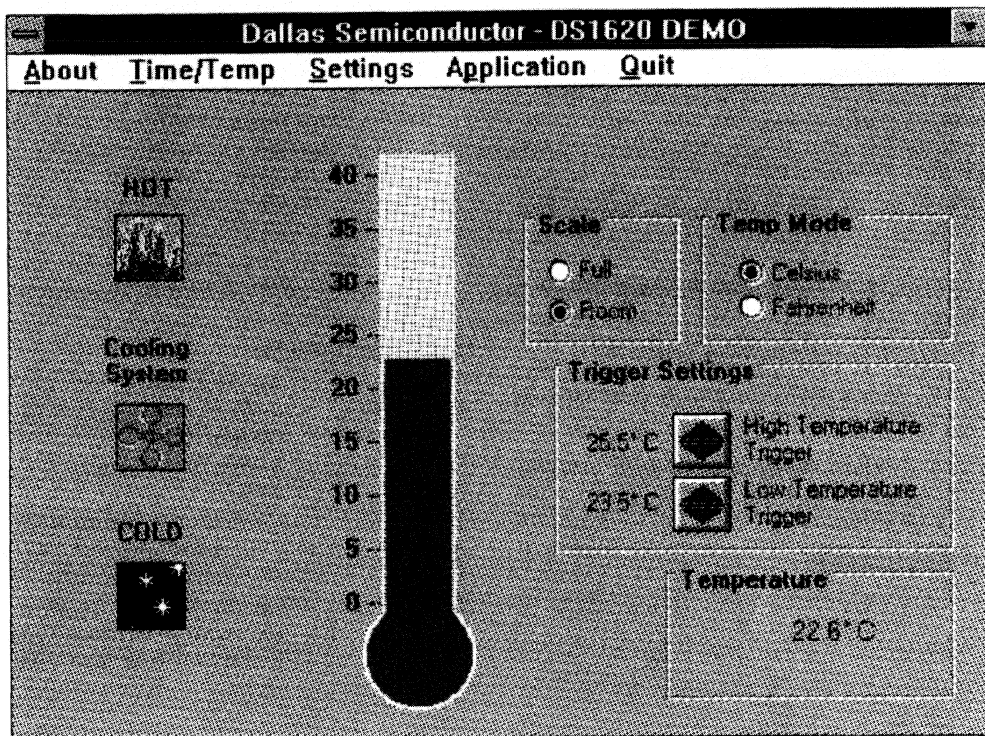 Dallas Semiconductor - DS1620 DEMO
About Time/Temp Settings Application Quit
HOT
Cooling
System
COLD
40
35
30
25
20
15
10
5
0
Scale
Full
Room
Temp Mode
Celsius
Fahrenheit
Trigger Settings
25.5° C
High Temperature
Trigger
23.5° C
Low Temperature
Trigger
Temperature
22.6° C